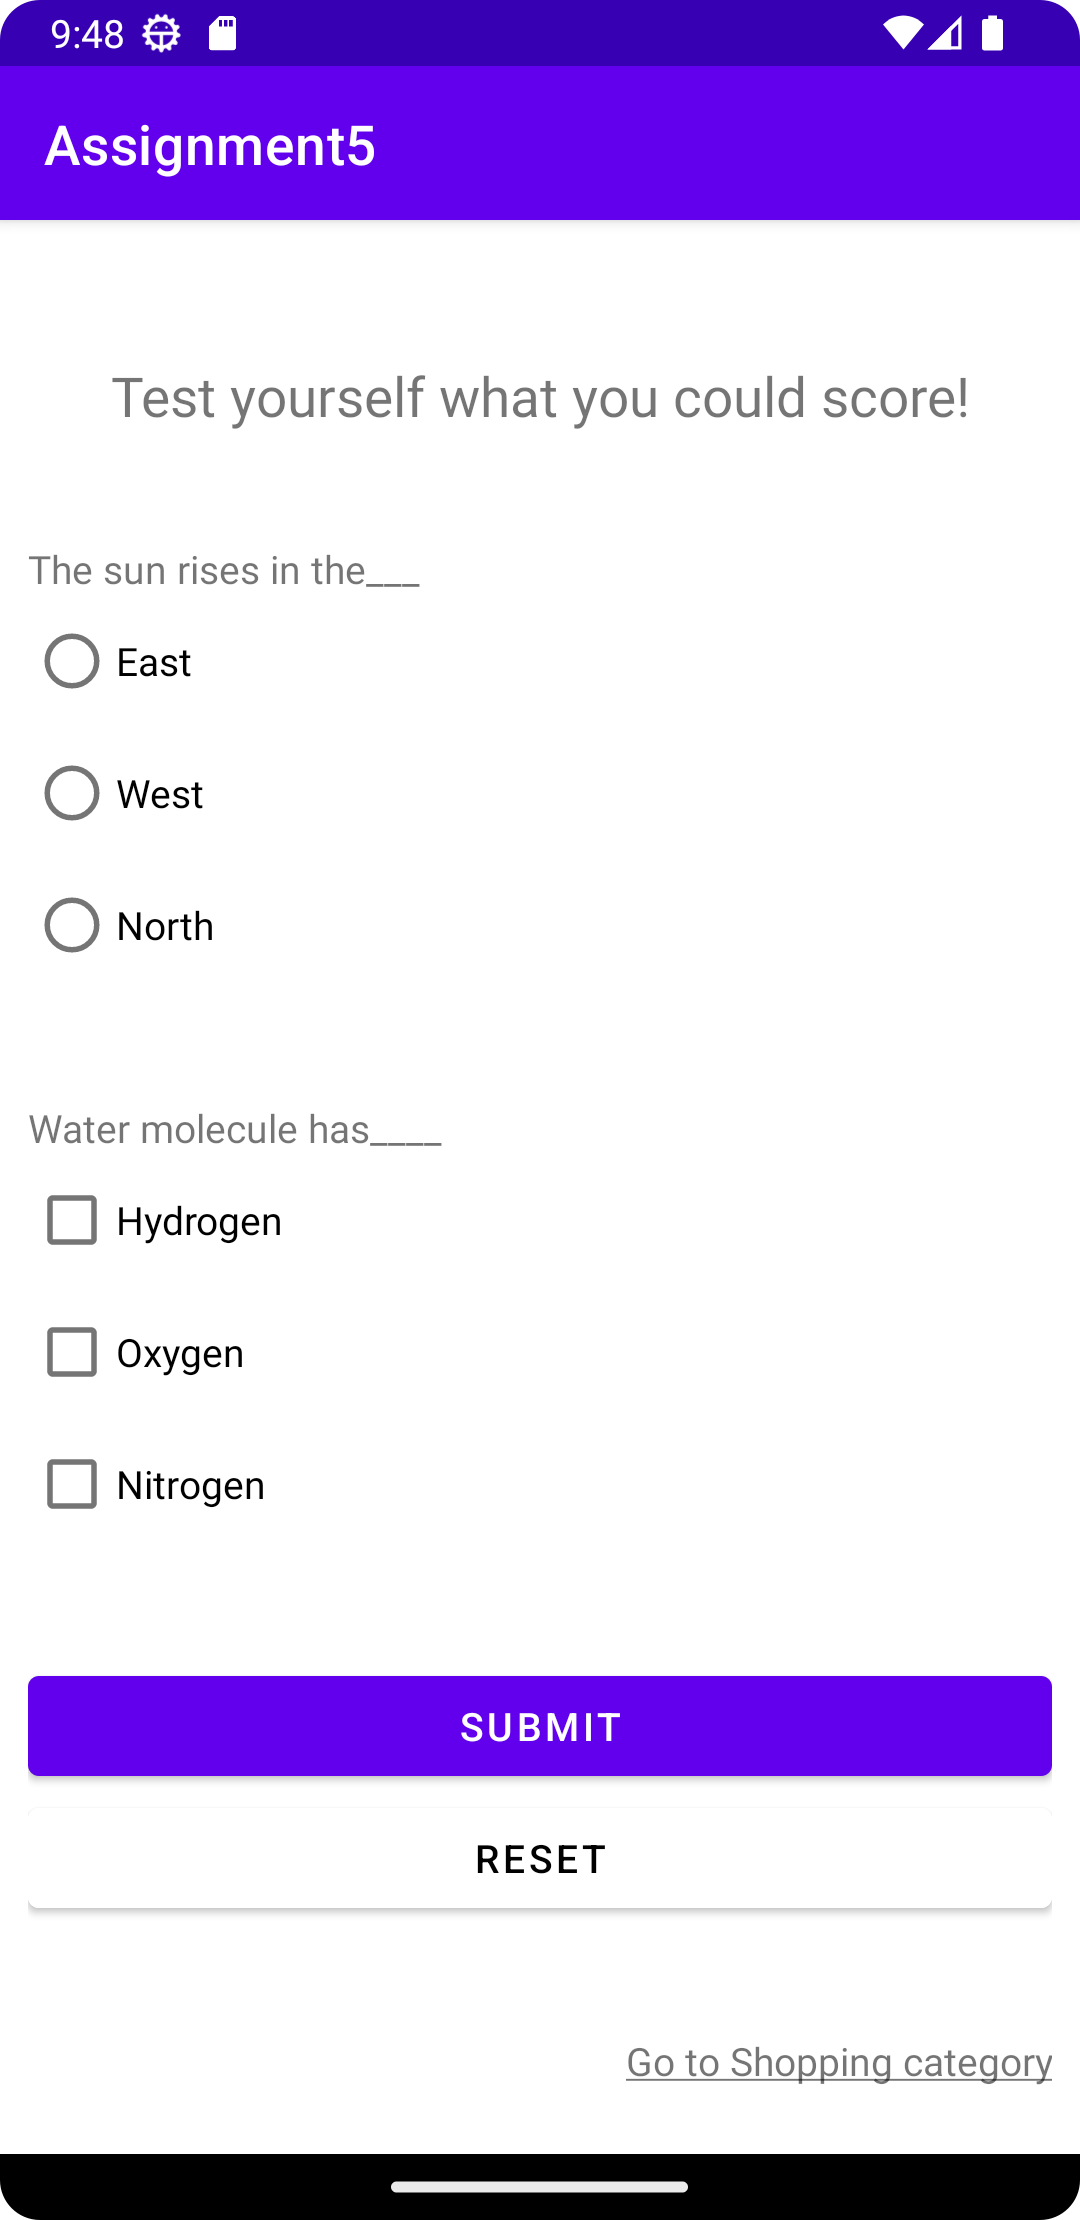 9:48
Assignment5
Test yourself what you could score!
The sun rises in the___
East
West
North
Water molecule has____
Hydrogen
Oxygen
Nitrogen
SUBMIT
RESET
Go to Shopping category